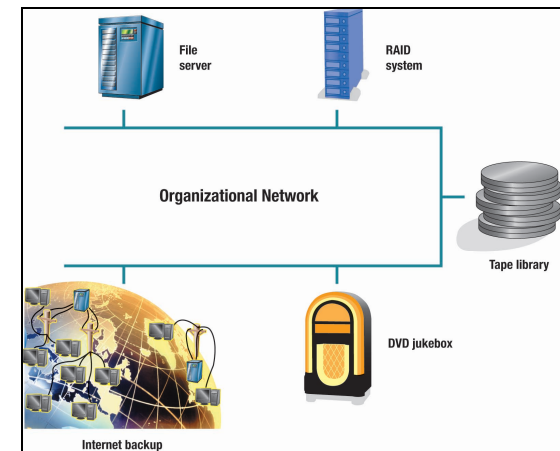 File
server
RAID
system
Organizational Network
Tape library
DVD jukebox
Internet backup